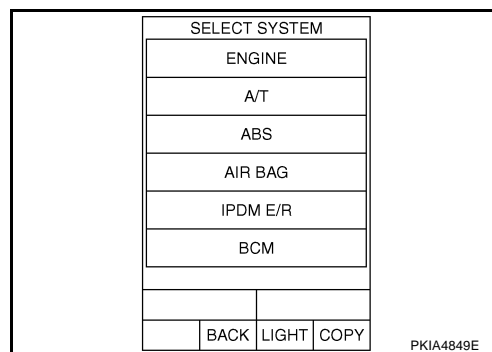 SELECT SYSTEM
ENGINE
A/T
ABS
AIR BAG
IPDM E/R
BCM
BACK LIGHT COPY
PKIA4849E